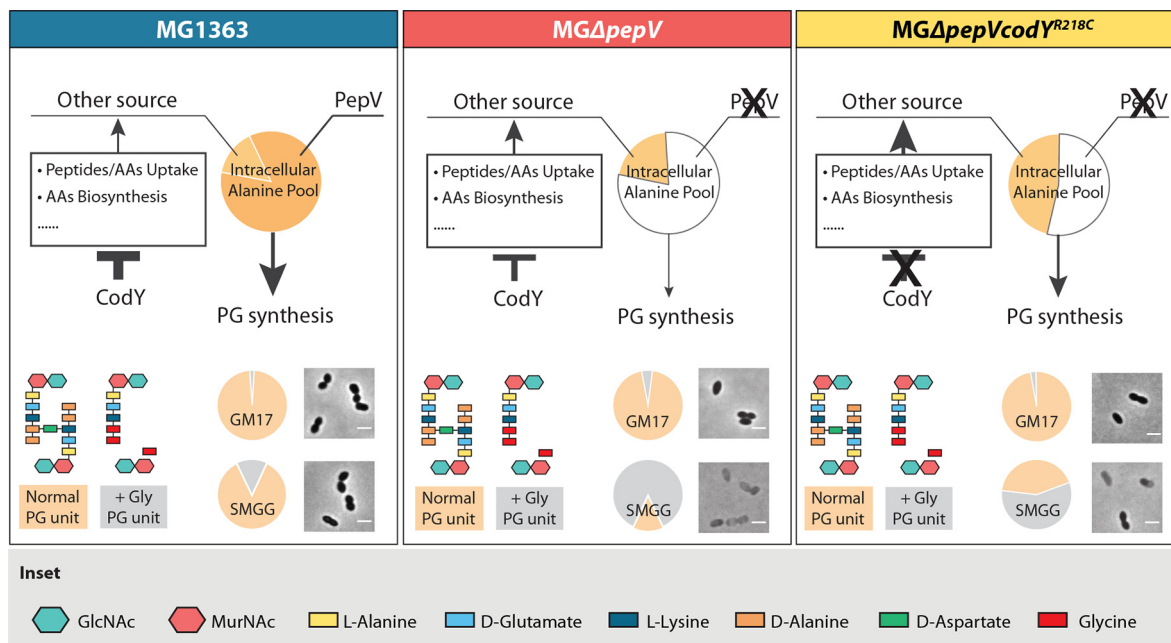 MG1363
Other source
PepV
• Peptides/AAs Uptake
• AAs Biosynthesis
......
Intracellular
Alanine Pool
CodY
PG synthesis
GM17
SMGG
Normal
PG unit
+ Gly
PG unit
MGΔpepV
Other source
PepV
• Peptides/AAs Uptake
• AAs Biosynthesis
......
Intracellular
Alanine Pool
CodY
PG synthesis
GM17
SMGG
Normal
PG unit
+ Gly
PG unit
MGΔpepVcodY^R218C
Other source
PepV
• Peptides/AAs Uptake
• AAs Biosynthesis
......
Intracellular
Alanine Pool
CodY
PG synthesis
GM17
SMGG
Normal
PG unit
+ Gly
PG unit
Inset
GlcNAc
MurNAc
L-Alanine
D-Glutamate
L-Lysine
D-Alanine
D-Aspartate
Glycine